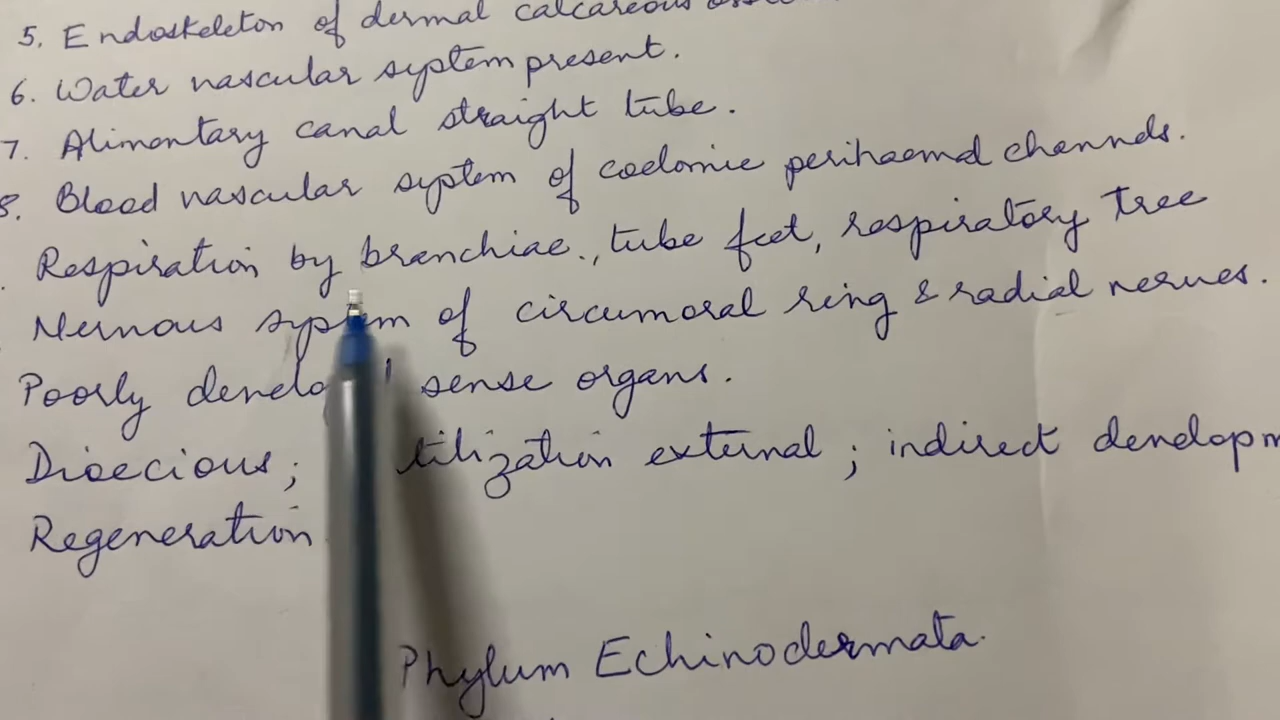 5. Endoskeleton of dermal calcareous
6. Water vascular system present.
7. Alimentary canal straight tube.
8. Blood vascular system of coelomic perihaemal channels.
Respiration by branchiae., tube feet, respiratory tree
Nervous system of circumoral ring & radial nerves.
Poorly sense organs.
Dioecious; external; indirect
Regeneration
Phylum Echinodermata.